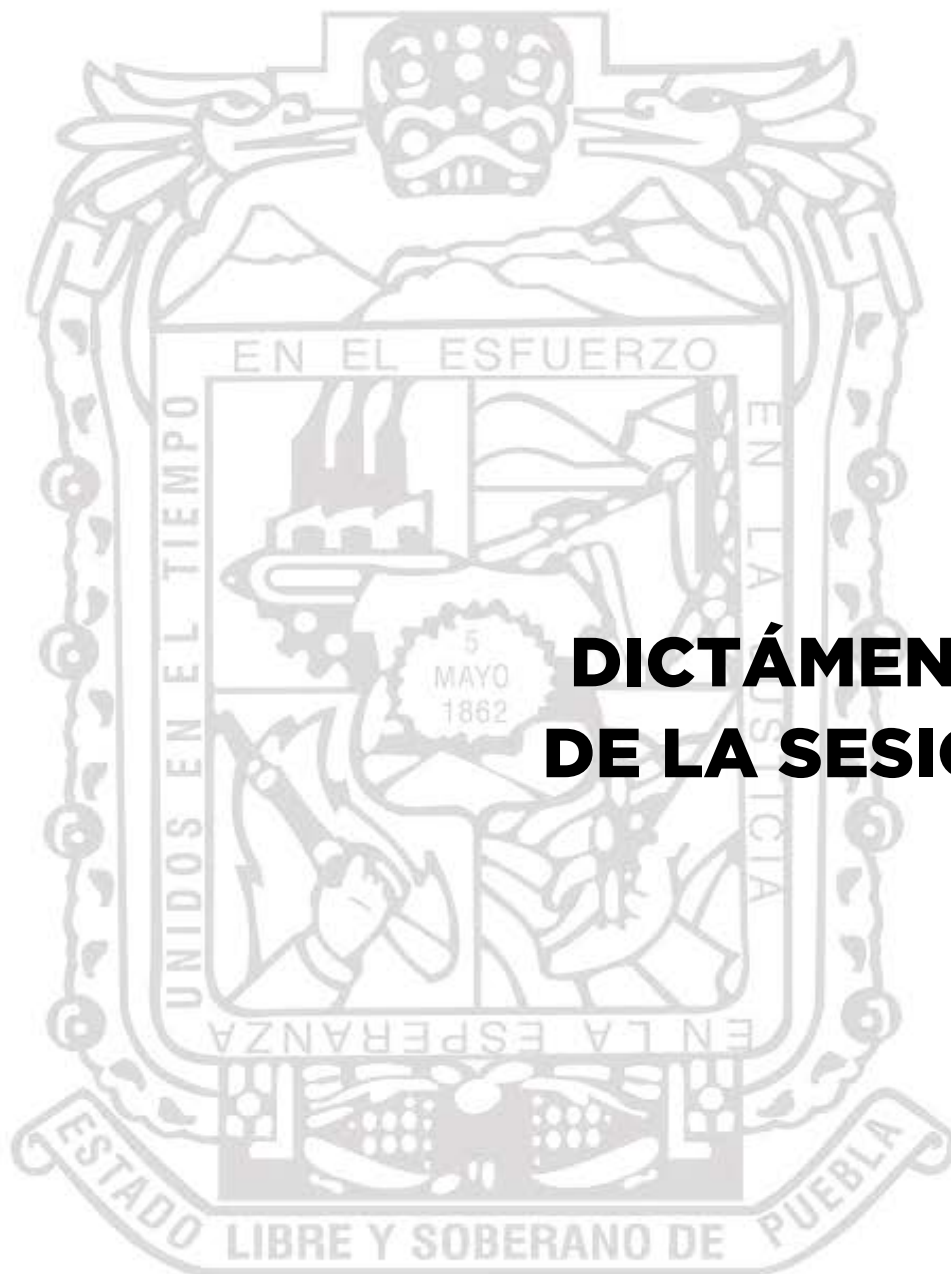 EN EL ESFUERZO
EN LA JUSTICIA
UNIDOS EN EL TIEMPO
5
MAYO
1862
DICTÁMEN
DE LA SESIÓ
EN LA ESPERANZA
ESTADO LIBRE Y SOBERANO DE PUEBLA